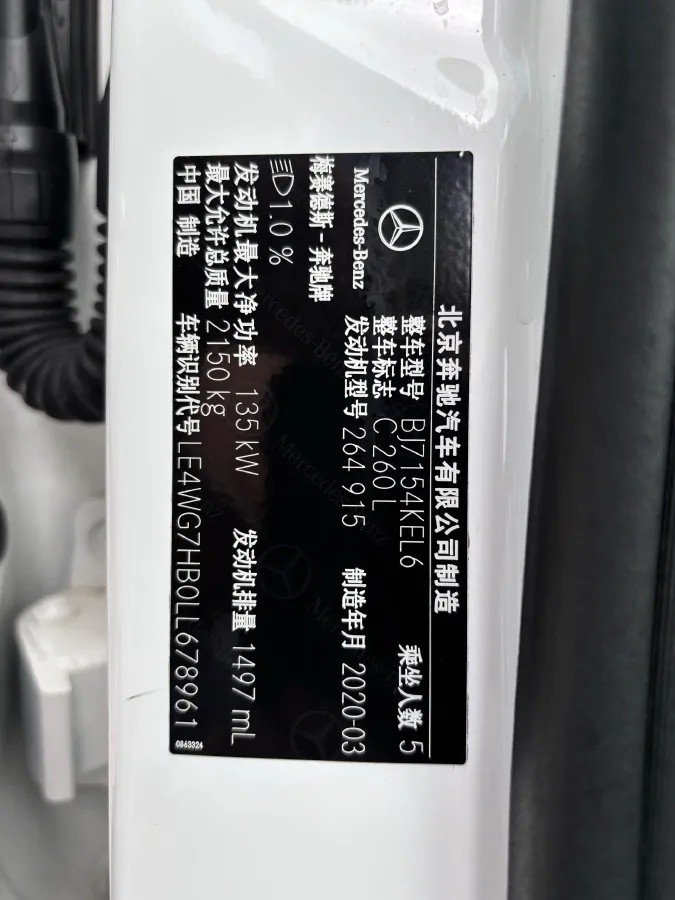 北京奔驰汽车有限公司制造
整车型号 BJ7154KEL6 乘坐人数 5
整车标志 C 260 L
Mercedes-Benz 发动机型号 264 915 制造年月 2020-03
梅赛德斯-奔驰牌
1.0 %
发动机最大净功率 135 kW 发动机排量 1497 mL
最大允许总质量 2150 kg
中国 制造 车辆识别代号 LE4WG7HB0LL678961
0863324